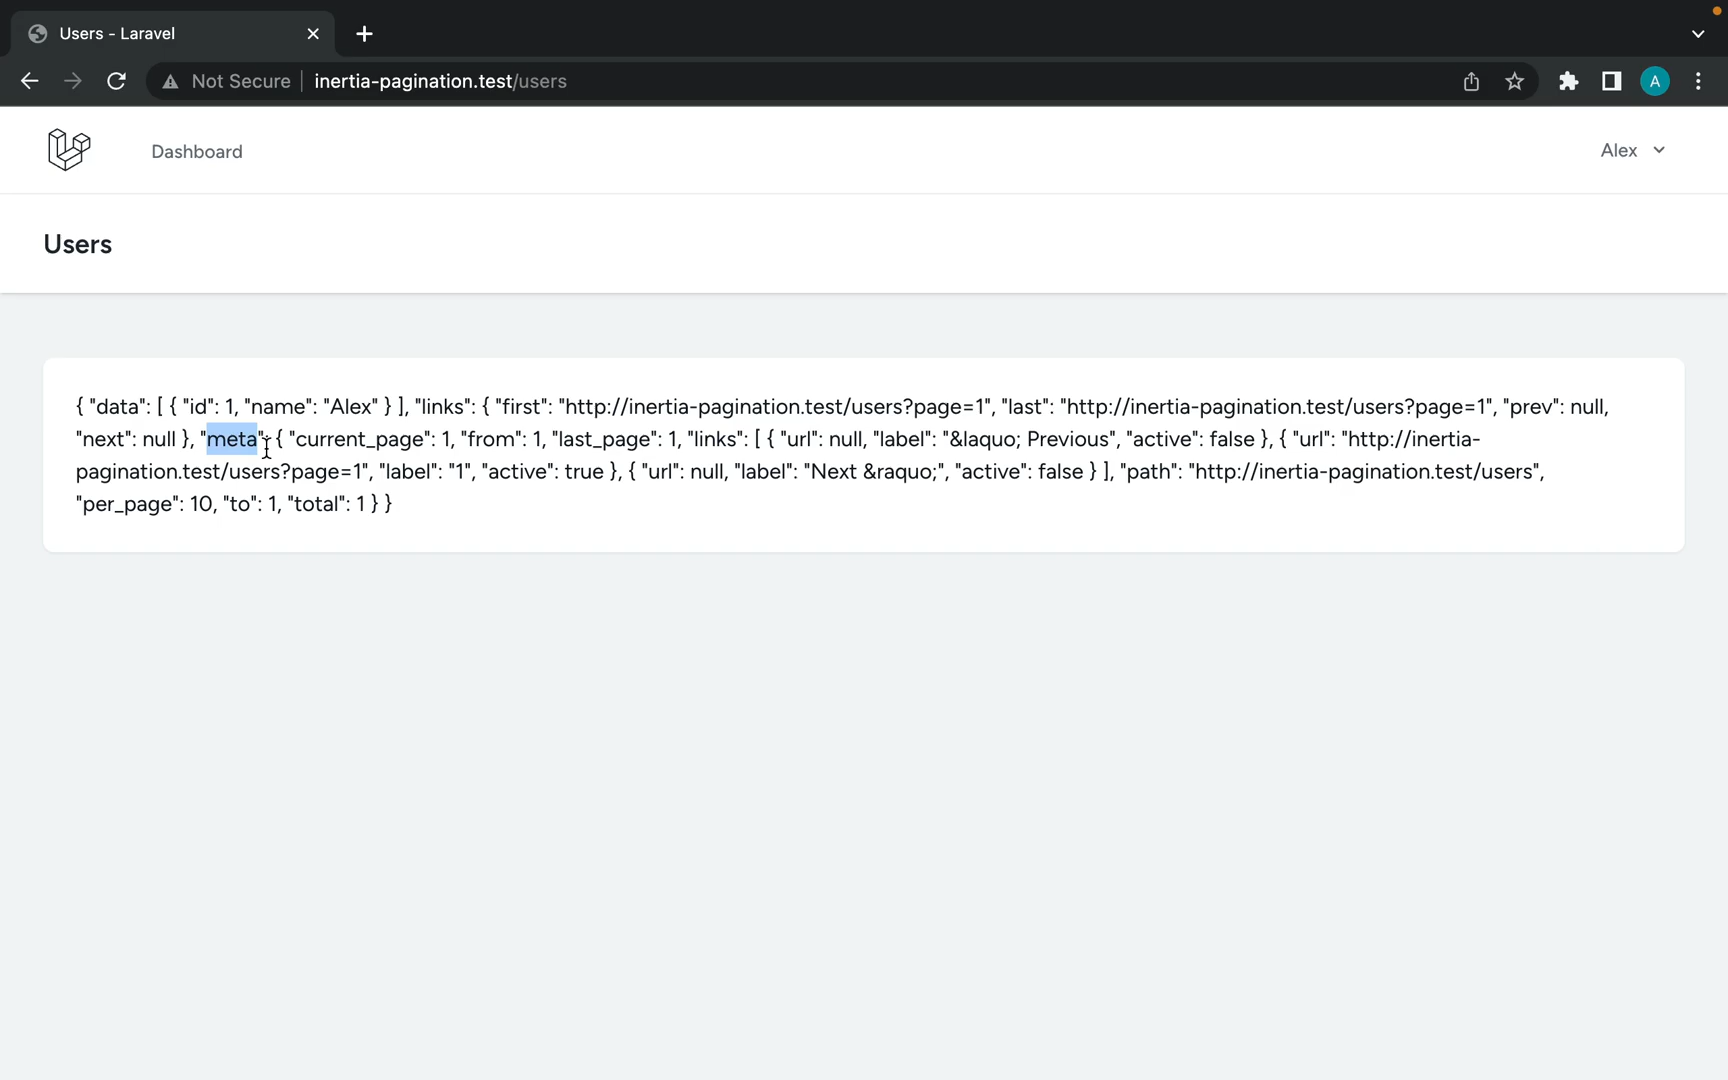 Users - Laravel
Not Secure inertia-pagination.test/users
A
Dashboard
Alex
Users
{ "data": [ { "id": 1, "name": "Alex" } ], "links": { "first": "http://inertia-pagination.test/users?page=1", "last": "http://inertia-pagination.test/users?page=1", "prev": null,
"next": null }, "meta": { "current_page": 1, "from": 1, "last_page": 1, "links": [ { "url": null, "label": "&laquo; Previous", "active": false }, { "url": "http://inertia-
pagination.test/users?page=1", "label": "1", "active": true }, { "url": null, "label": "Next &raquo;", "active": false } ], "path": "http://inertia-pagination.test/users",
"per_page": 10, "to": 1, "total": 1 } }